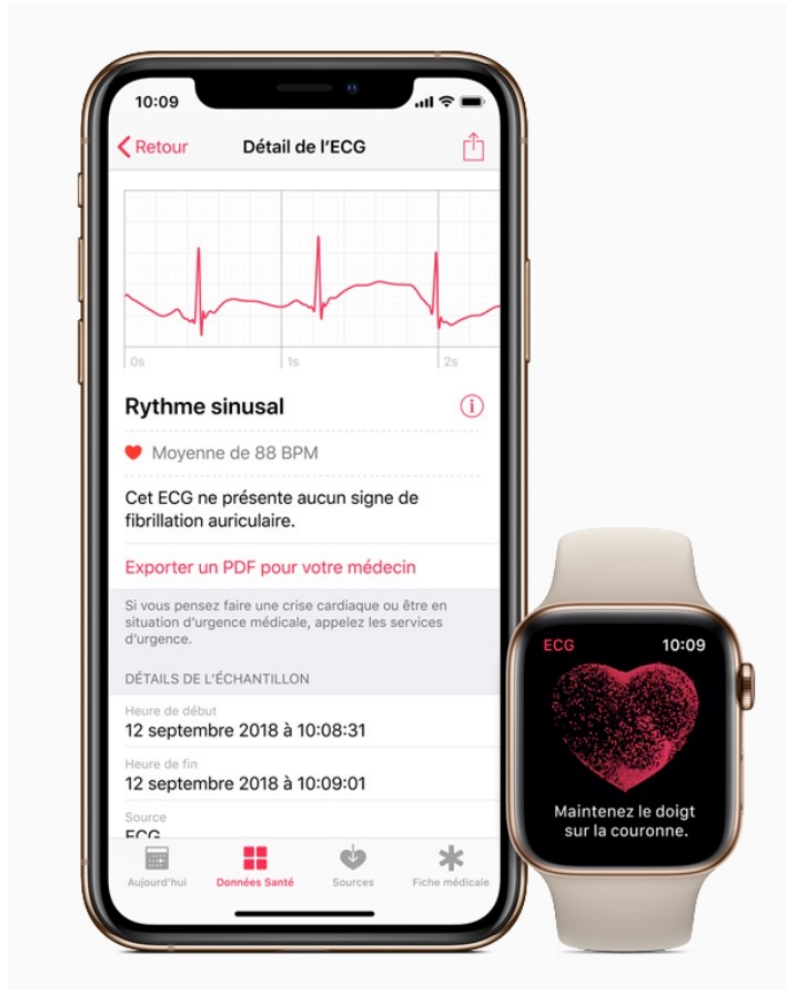 10:09
Retour
Détail de l'ECG
0s
1s
2s
Rythme sinusal
Moyenne de 88 BPM
Cet ECG ne présente aucun signe de
fibrillation auriculaire.
Exporter un PDF pour votre médecin
Si vous pensez faire une crise cardiaque ou être en
situation d'urgence médicale, appelez les services
d'urgence.
DÉTAILS DE L'ÉCHANTILLON
Heure de début
12 septembre 2018 à 10:08:31
Heure de fin
12 septembre 2018 à 10:09:01
Source
ECG
Aujourd'hui
Données Santé
Sources
Fiche médicale
ECG
10:09
Maintenez le doigt
sur la couronne.